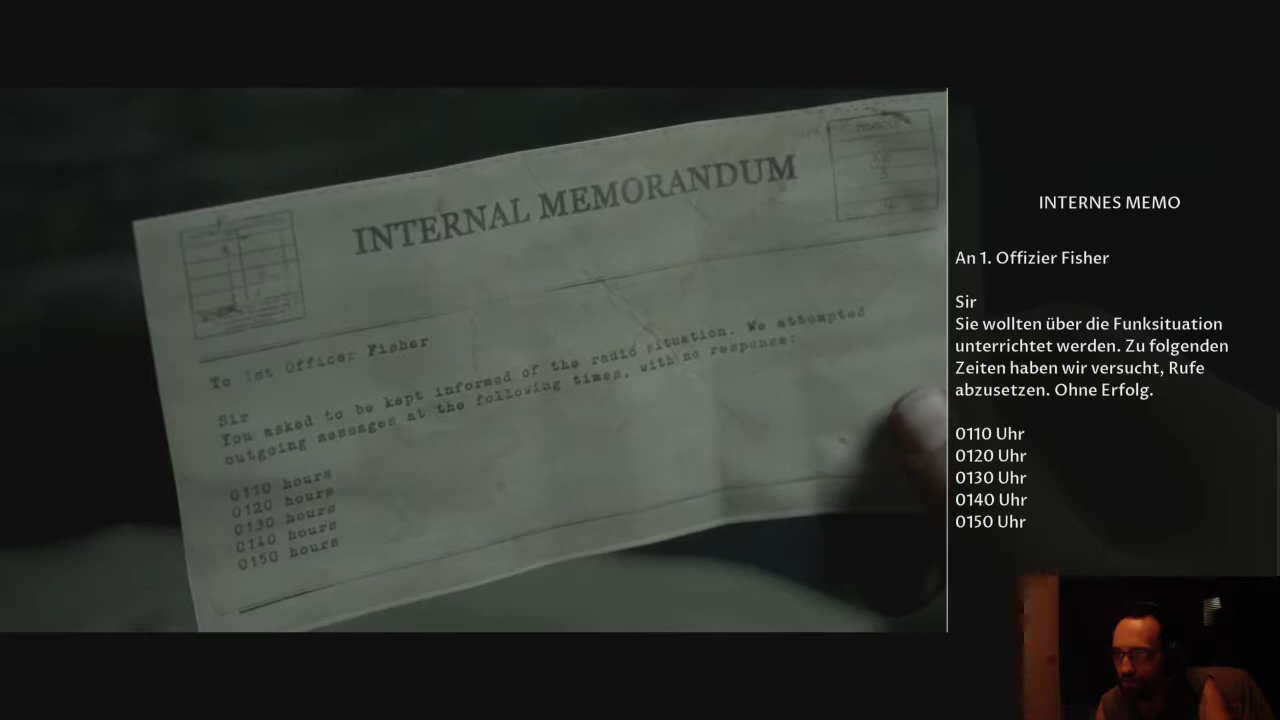 INTERNAL MEMORANDUM
To 1st Officer Fisher
Sir
You asked to be kept informed of the radio situation. We attempted
outgoing messages at the following times, with no response:
0110 hours
0120 hours
0130 hours
0140 hours
0150 hours
INTERNES MEMO
An 1. Offizier Fisher
Sir
Sie wollten über die Funksituation
unterrichtet werden. Zu folgenden
Zeiten haben wir versucht, Rufe
abzusetzen. Ohne Erfolg.
0110 Uhr
0120 Uhr
0130 Uhr
0140 Uhr
0150 Uhr